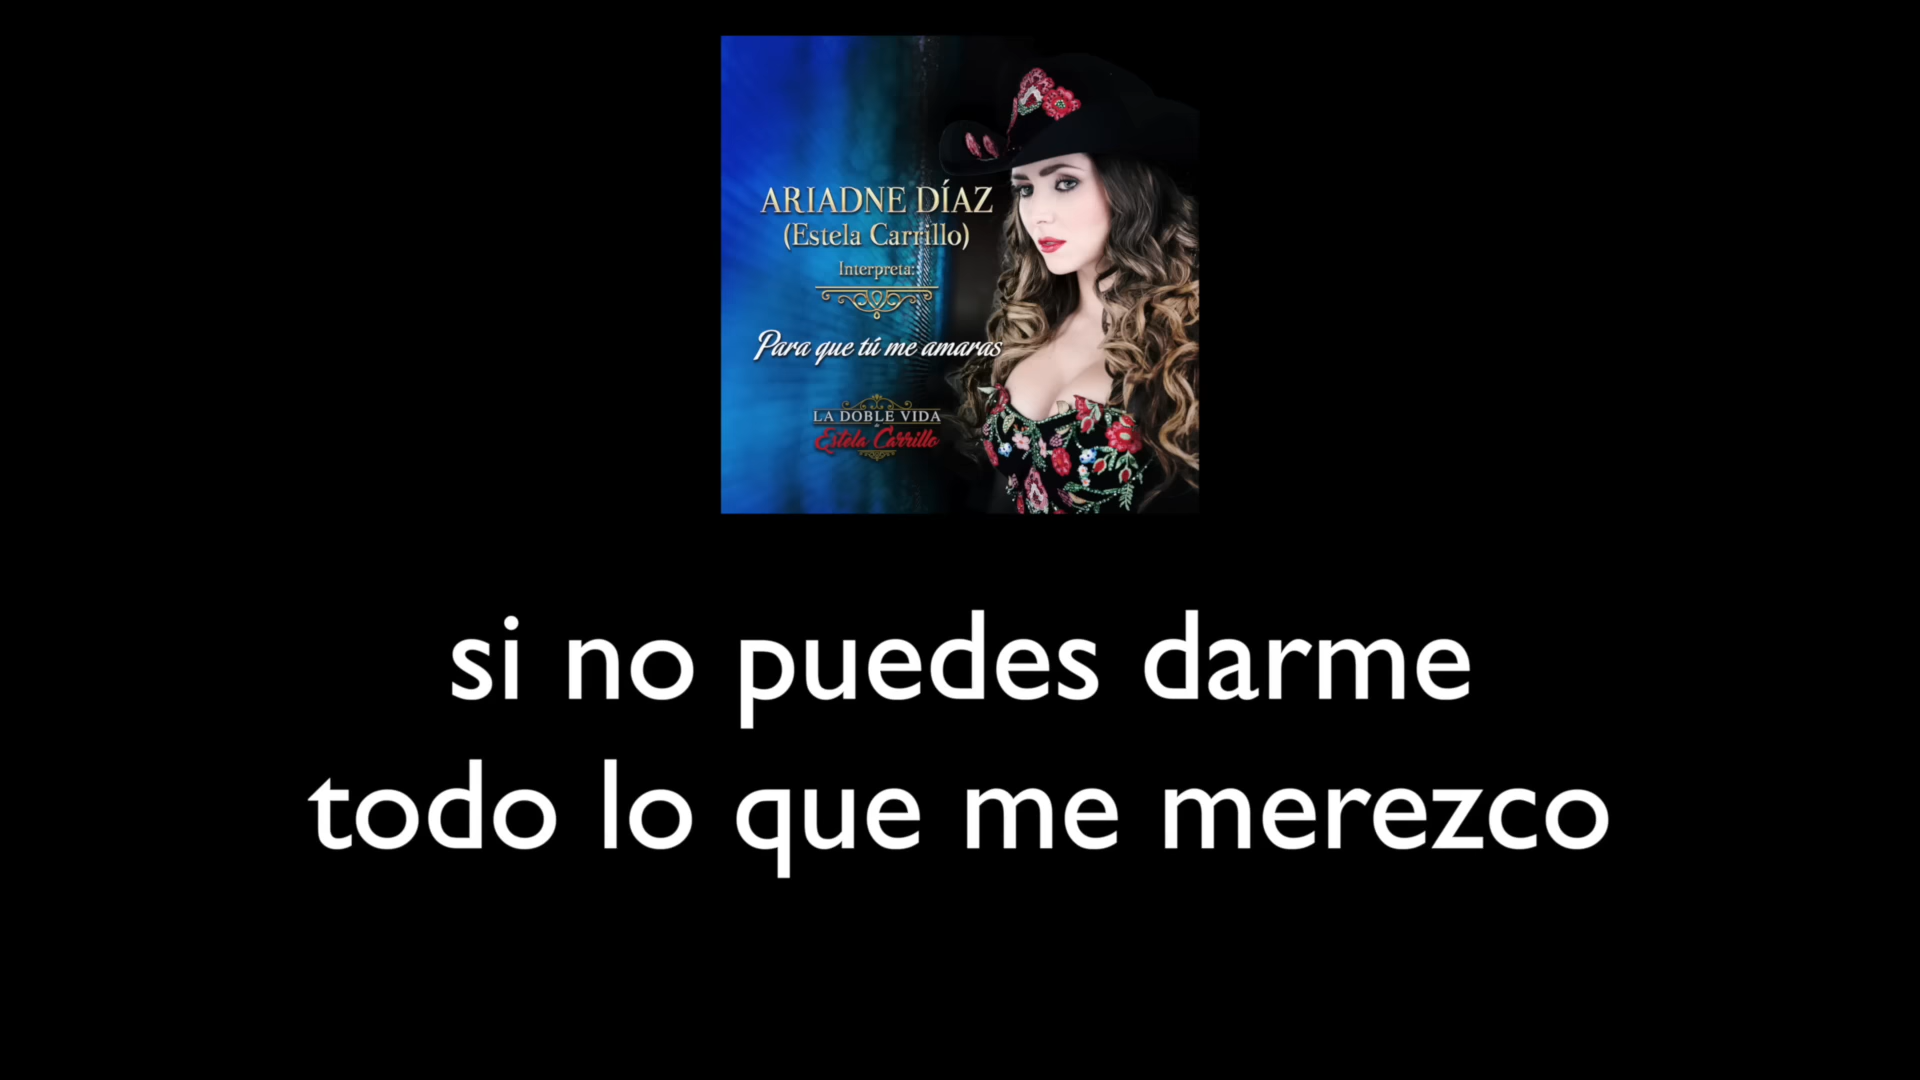 ARIADNE DÍAZ
(Estela Carrillo)
Interpreta:
Para que tú me amaras
LA DOBLE VIDA
de
Estela Carrillo
si no puedes darme
todo lo que me merezco